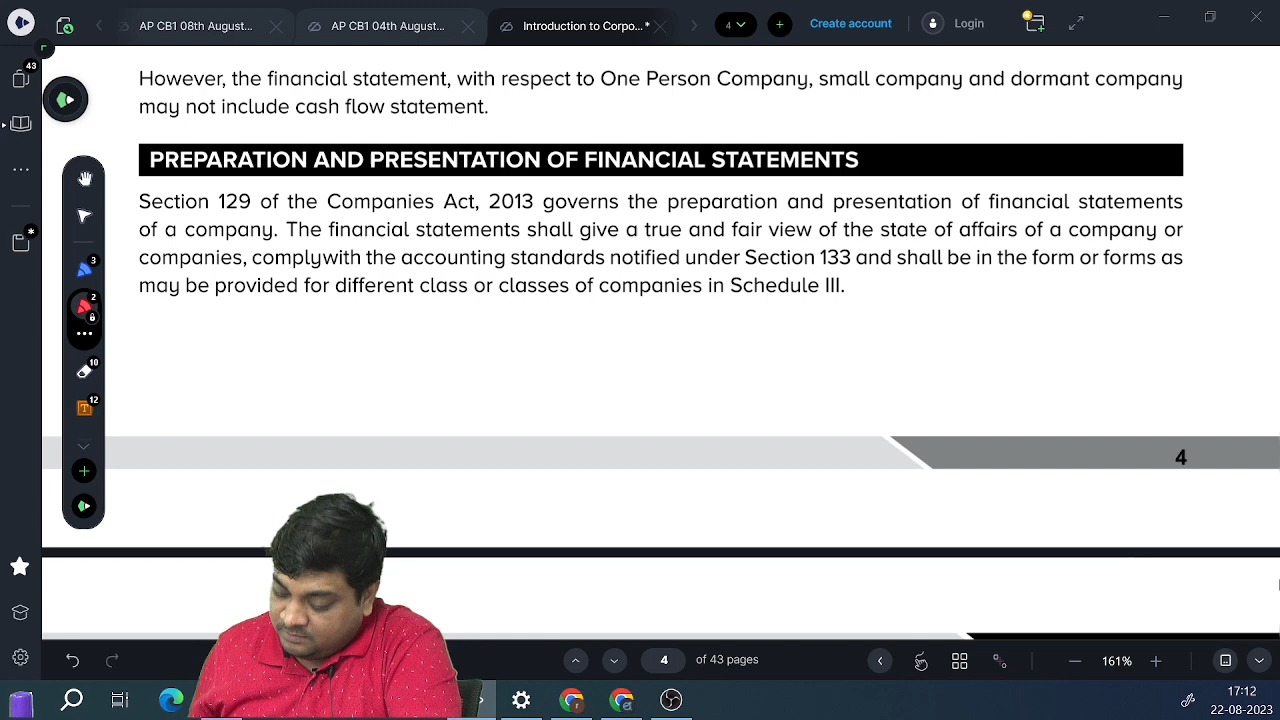 AP CB1 08th August...
AP CB1 04th August...
Introduction to Corpo...*
4
Create account
Login
43
However, the financial statement, with respect to One Person Company, small company and dormant company
may not include cash flow statement.
PREPARATION AND PRESENTATION OF FINANCIAL STATEMENTS
Section 129 of the Companies Act, 2013 governs the preparation and presentation of financial statements
of a company. The financial statements shall give a true and fair view of the state of affairs of a company or
companies, complywith the accounting standards notified under Section 133 and shall be in the form or forms as
may be provided for different class or classes of companies in Schedule III.
3
2
10
T 12
4
4 of 43 pages
161%
17:12
22-08-2023